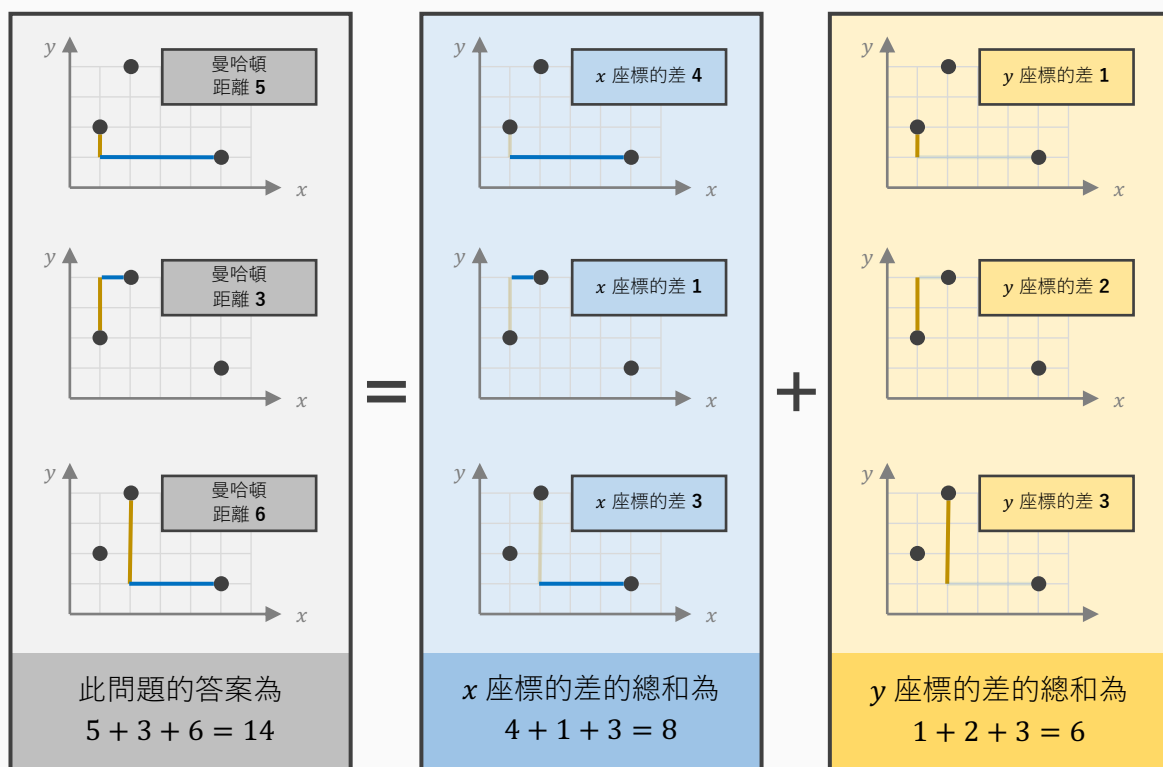 y
曼哈頓
距離 5
x
y
曼哈頓
距離 3
x
y
曼哈頓
距離 6
x
此問題的答案為
5 + 3 + 6 = 14
=
y
x 座標的差 4
x
y
x 座標的差 1
x
y
x 座標的差 3
x
x 座標的差的總和為
4 + 1 + 3 = 8
+
y
y 座標的差 1
x
y
y 座標的差 2
x
y
y 座標的差 3
x
y 座標的差的總和為
1 + 2 + 3 = 6